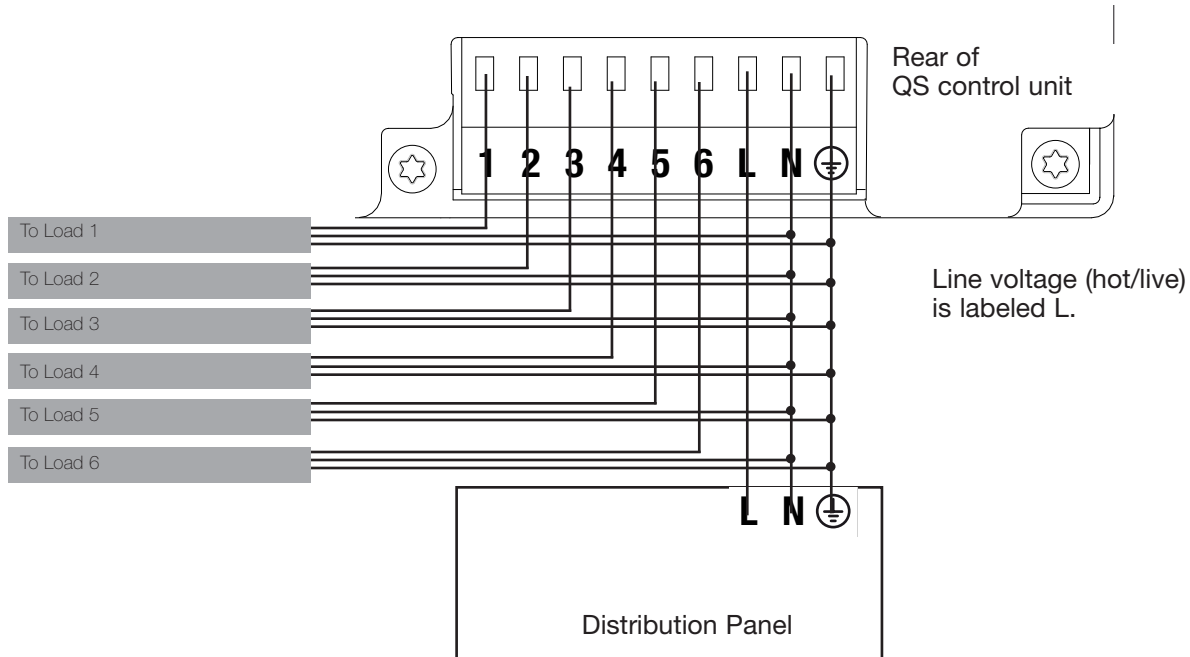 Rear of
QS control unit
1 2 3 4 5 6 L N
To Load 1
To Load 2
Line voltage (hot/live)
is labeled L.
To Load 3
To Load 4
To Load 5
To Load 6
L N
Distribution Panel